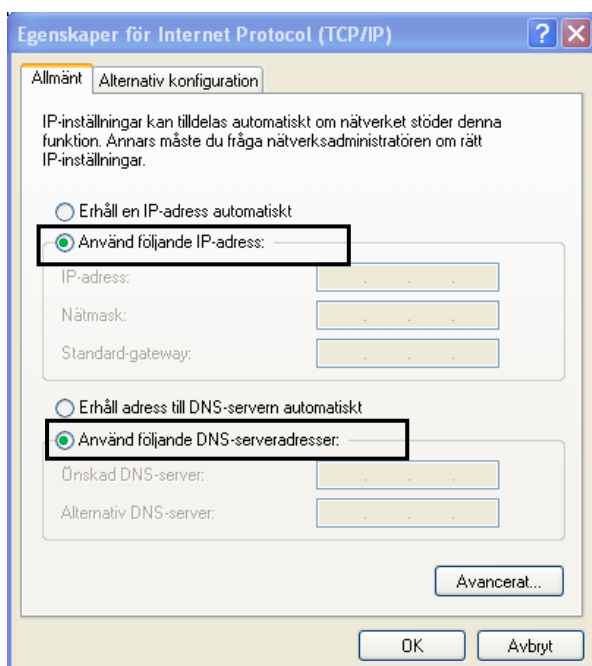 Egenskaper för Internet Protocol (TCP/IP)
Allmänt
Alternativ konfiguration
IP-inställningar kan tilldelas automatiskt om nätverket stöder denna
funktion. Annars måste du fråga nätverksadministratören om rätt
IP-inställningar.
Erhåll en IP-adress automatiskt
Använd följande IP-adress:
IP-adress:
Nätmask:
Standard-gateway:
Erhåll adress till DNS-servern automatiskt
Använd följande DNS-serveradresser:
Önskad DNS-server:
Alternativ DNS-server:
Avancerat...
OK
Avbryt